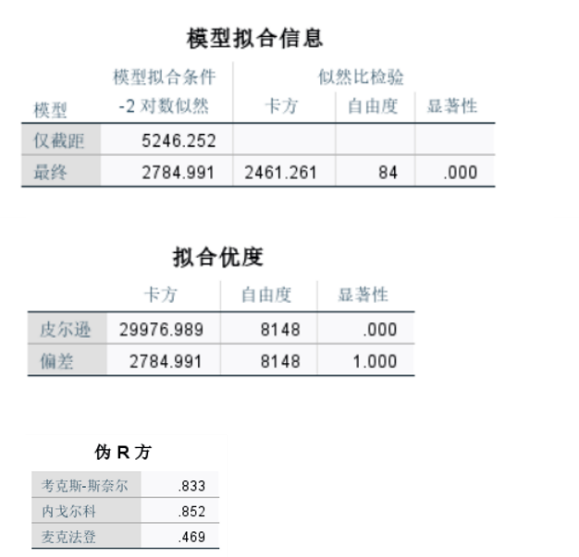 模型拟合信息
模型拟合条件 似然比检验
模型 -2 对数似然 卡方 自由度 显著性
仅截距 5246.252
最终 2784.991 2461.261 84 .000
拟合优度
卡方 自由度 显著性
皮尔逊 29976.989 8148 .000
偏差 2784.991 8148 1.000
伪 R 方
考克斯-斯奈尔 .833
内戈尔科 .852
麦克法登 .469